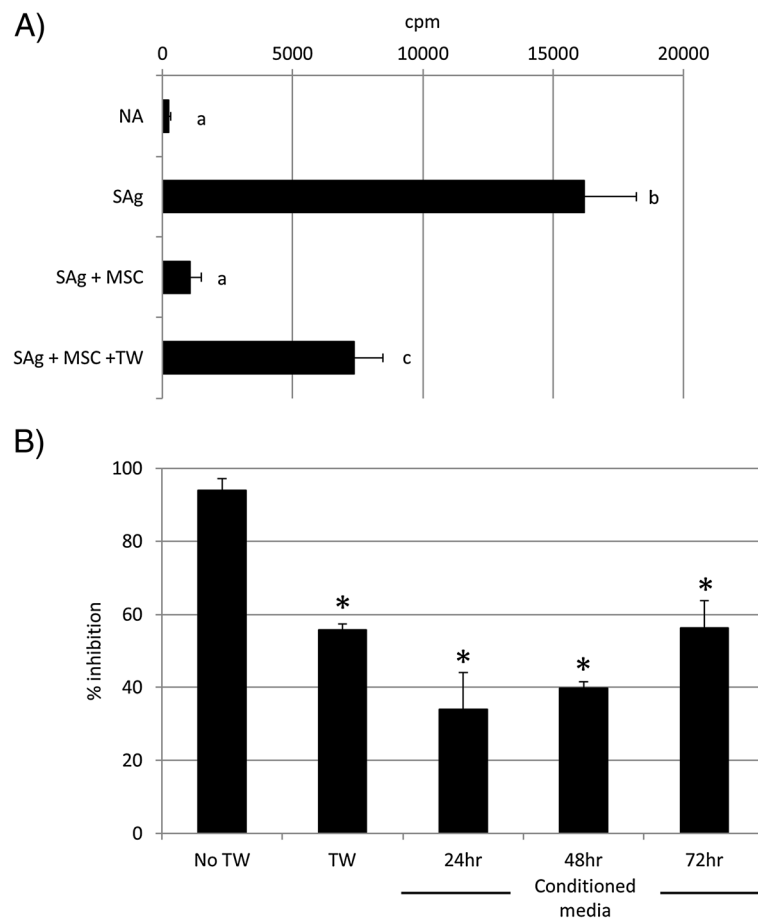 A)
cpm
0 5000 10000 15000 20000
NA a
SAg b
SAg + MSC a
SAg + MSC +TW c
B)
% inhibition
100
80
*
*
60
*
*
40
20
0
No TW TW 24hr 48hr 72hr
Conditioned
media